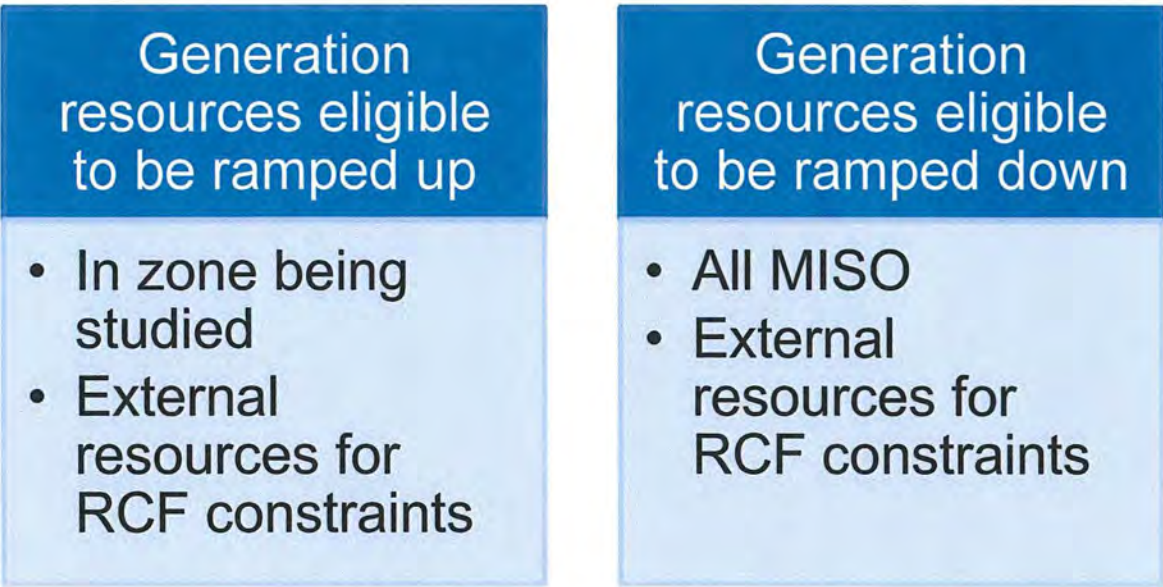 Generation
resources eligible
to be ramped up
• In zone being
studied
• External
resources for
RCF constraints
Generation
resources eligible
to be ramped down
• All MISO
• External
resources for
RCF constraints